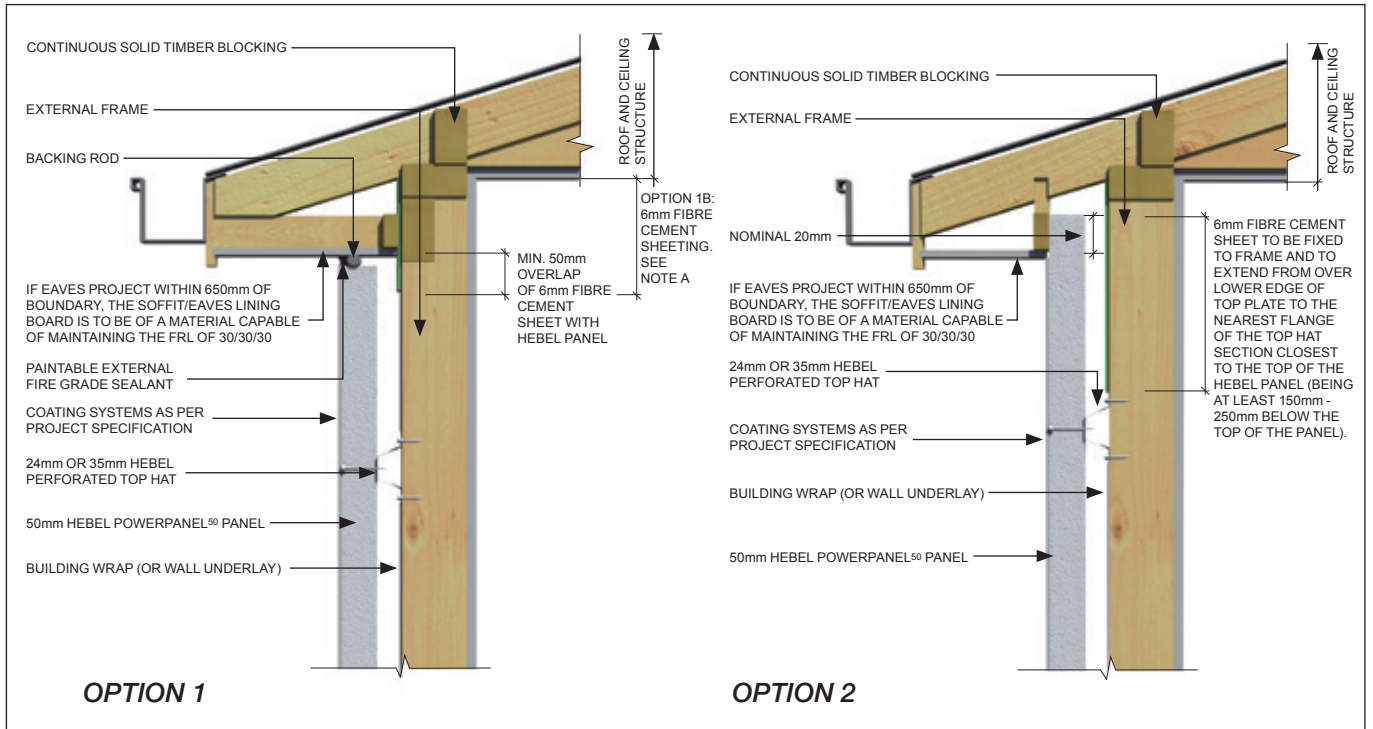 CONTINUOUS SOLID TIMBER BLOCKING
EXTERNAL FRAME
BACKING ROD
IF EAVES PROJECT WITHIN 650mm OF
BOUNDARY, THE SOFFIT/EAVES LINING
BOARD IS TO BE OF A MATERIAL CAPABLE
OF MAINTAINING THE FRL OF 30/30/30
PAINTABLE EXTERNAL
FIRE GRADE SEALANT
COATING SYSTEMS AS PER
PROJECT SPECIFICATION
24mm OR 35mm HEBEL
PERFORATED TOP HAT
50mm HEBEL POWERPANEL50 PANEL
BUILDING WRAP (OR WALL UNDERLAY)
ROOF AND CEILING
STRUCTURE
OPTION 1B:
6mm FIBRE
CEMENT
SHEETING.
SEE
NOTE A
MIN. 50mm
OVERLAP
OF 6mm FIBRE
CEMENT
SHEET WITH
HEBEL PANEL
OPTION 1
CONTINUOUS SOLID TIMBER BLOCKING
EXTERNAL FRAME
NOMINAL 20mm
IF EAVES PROJECT WITHIN 650mm OF
BOUNDARY, THE SOFFIT/EAVES LINING
BOARD IS TO BE OF A MATERIAL CAPABLE
OF MAINTAINING THE FRL OF 30/30/30
24mm OR 35mm HEBEL
PERFORATED TOP HAT
COATING SYSTEMS AS PER
PROJECT SPECIFICATION
BUILDING WRAP (OR WALL UNDERLAY)
50mm HEBEL POWERPANEL50 PANEL
ROOF AND CEILING
STRUCTURE
6mm FIBRE CEMENT
SHEET TO BE FIXED
TO FRAME AND TO
EXTEND FROM OVER
LOWER EDGE OF
TOP PLATE TO THE
NEAREST FLANGE
OF THE TOP HAT
SECTION CLOSEST
TO THE TOP OF THE
HEBEL PANEL (BEING
AT LEAST 150mm -
250mm BELOW THE
TOP OF THE PANEL).
OPTION 2